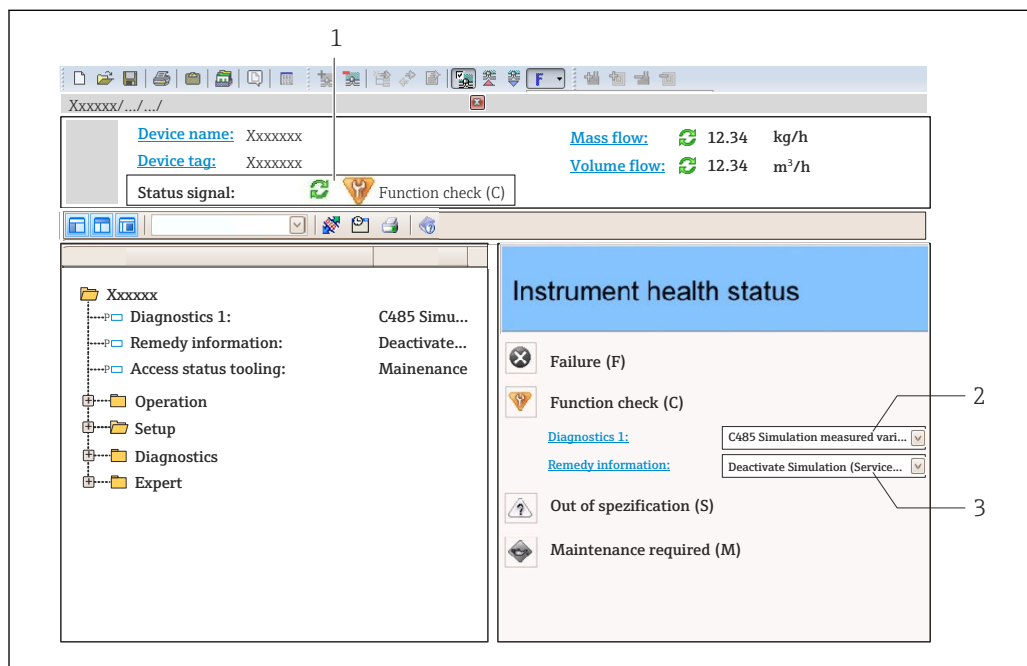 1
F
Xxxxxx/.../.../
Device name: Xxxxxxx
Mass flow: 12.34 kg/h
Device tag: Xxxxxxx
Volume flow: 12.34 m³/h
Status signal: Function check (C)
Xxxxxx
P Diagnostics 1: C485 Simu...
P Remedy information: Deactivate...
P Access status tooling: Mainenance
Operation
Setup
Diagnostics
Expert
Instrument health status
Failure (F)
Function check (C)
2
Diagnostics 1: C485 Simulation measured vari...
Remedy information: Deactivate Simulation (Service...
Out of spezification (S)
3
Maintenance required (M)